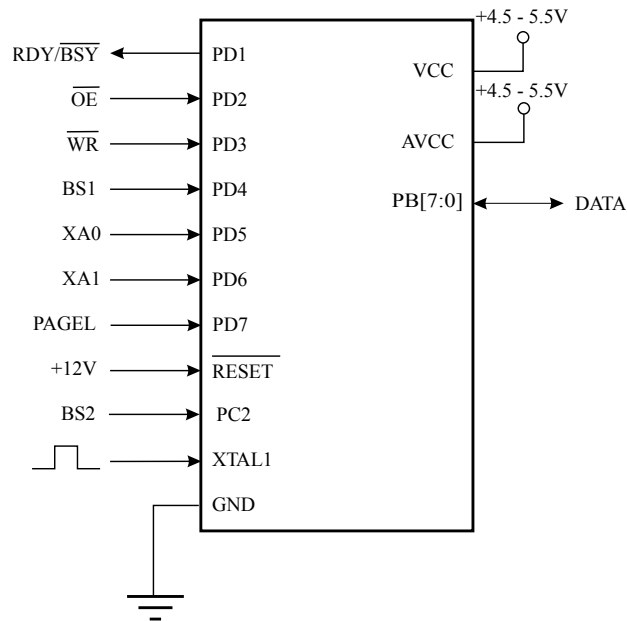 +4.5 - 5.5V
RDY/BSY PD1
VCC
OE PD2
+4.5 - 5.5V
WR PD3
AVCC
BS1 PD4
PB[7:0] DATA
XA0 PD5
XA1 PD6
PAGEL PD7
+12V RESET
BS2 PC2
XTAL1
GND